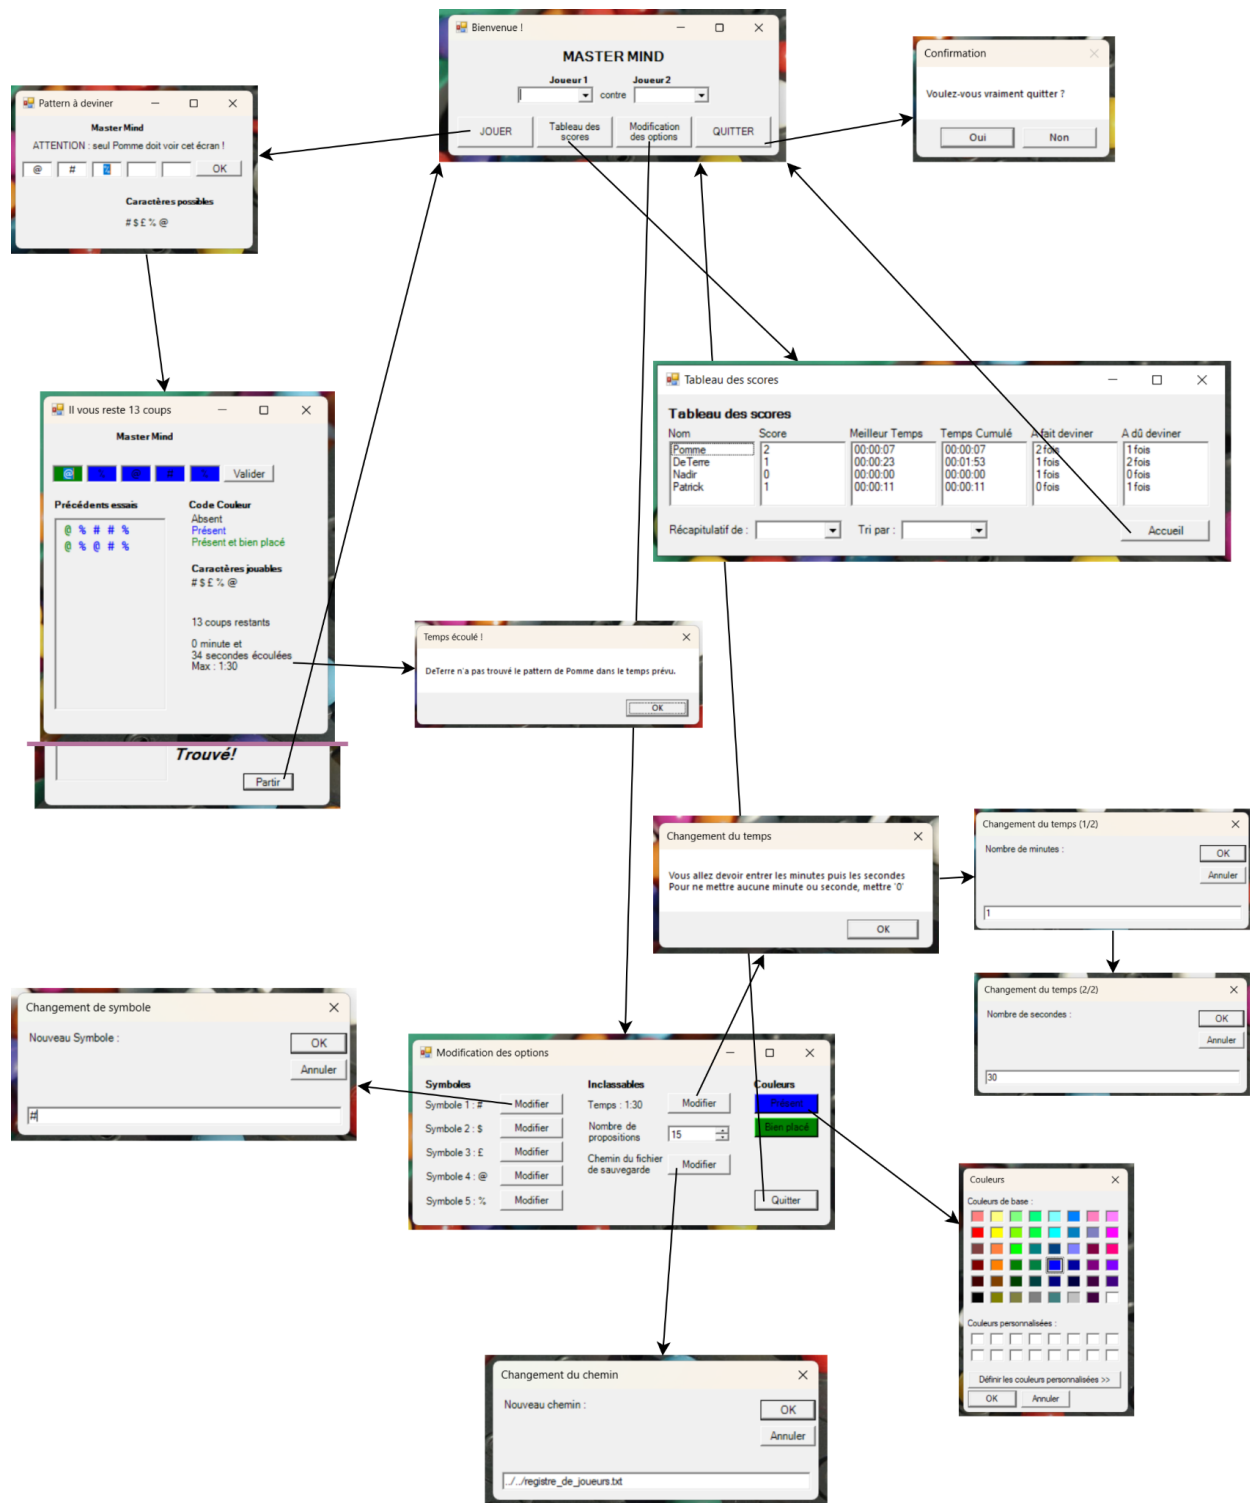 Bienvenue !
MASTER MIND
Joueur 1 Joueur 2
contre
JOUER
Tableau des
scores
Modification
des options
QUITTER
Confirmation
Voulez-vous vraiment quitter ?
Oui Non
Pattern à deviner
Master Mind
ATTENTION : seul Pomme doit voir cet écran !
@ # % OK
Caractères possibles
# $ £ % @
Il vous reste 13 coups
Master Mind
@ % @ # % Valider
Précédents essais
@ % # # %
@ % @ # %
Code Couleur
Absent
Présent
Présent et bien placé
Caractères jouables
# $ £ % @
13 coups restants
0 minute et
34 secondes écoulées
Max : 1:30
Trouvé!
Partir
Tableau des scores
Tableau des scores
Nom Score Meilleur Temps Temps Cumulé A fait deviner A dû deviner
Pomme 2 00:00:07 00:00:07 2 fois 1 fois
DeTerre 1 00:00:23 00:01:53 1 fois 2 fois
Nadir 0 00:00:00 00:00:00 1 fois 0 fois
Patrick 1 00:00:11 00:00:11 0 fois 1 fois
Récapitulatif de : Tri par : Accueil
Temps écoulé !
DeTerre n'a pas trouvé le pattern de Pomme dans le temps prévu.
OK
Changement du temps
Vous allez devoir entrer les minutes puis les secondes
Pour ne mettre aucune minute ou seconde, mettre '0'
OK
Changement du temps (1/2)
Nombre de minutes :
OK
Annuler
1
Changement du temps (2/2)
Nombre de secondes :
OK
Annuler
30
Changement de symbole
Nouveau Symbole :
OK
Annuler
#
Modification des options
Symboles
Symbole 1 : # Modifier
Symbole 2 : $ Modifier
Symbole 3 : £ Modifier
Symbole 4 : @ Modifier
Symbole 5 : % Modifier
Inclassables
Temps : 1:30 Modifier
Nombre de
propositions
15
Chemin du fichier
de sauvegarde
Modifier
Couleurs
Présent
Bien placé
Quitter
Couleurs
Couleurs de base :
Couleurs personnalisées :
Définir les couleurs personnalisées >>
OK Annuler
Changement du chemin
Nouveau chemin :
OK
Annuler
../../registre_de_joueurs.txt